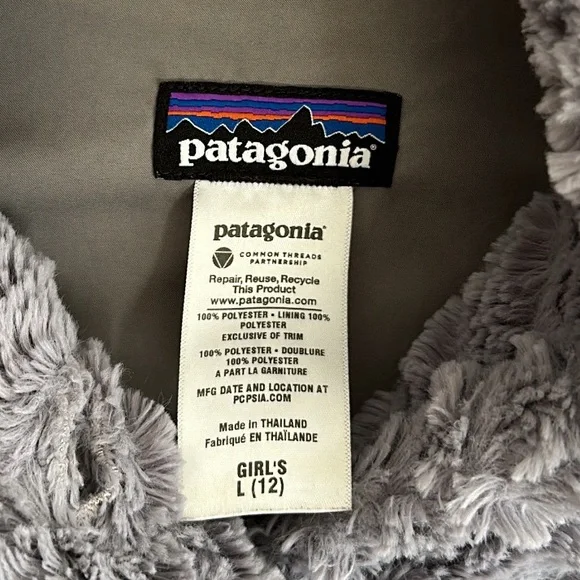 patagonia®
patagonia®
COMMON THREADS
PARTNERSHIP
Repair, Reuse, Recycle
This Product
www.patagonia.com
100% POLYESTER • LINING 100%
POLYESTER
EXCLUSIVE OF TRIM
100% POLYESTER • DOUBLURE
100% POLYESTER
A PART LA GARNITURE
MFG DATE AND LOCATION AT
PCPSIA.COM
Made in THAILAND
Fabriqué EN THAÏLANDE
GIRL'S
L (12)